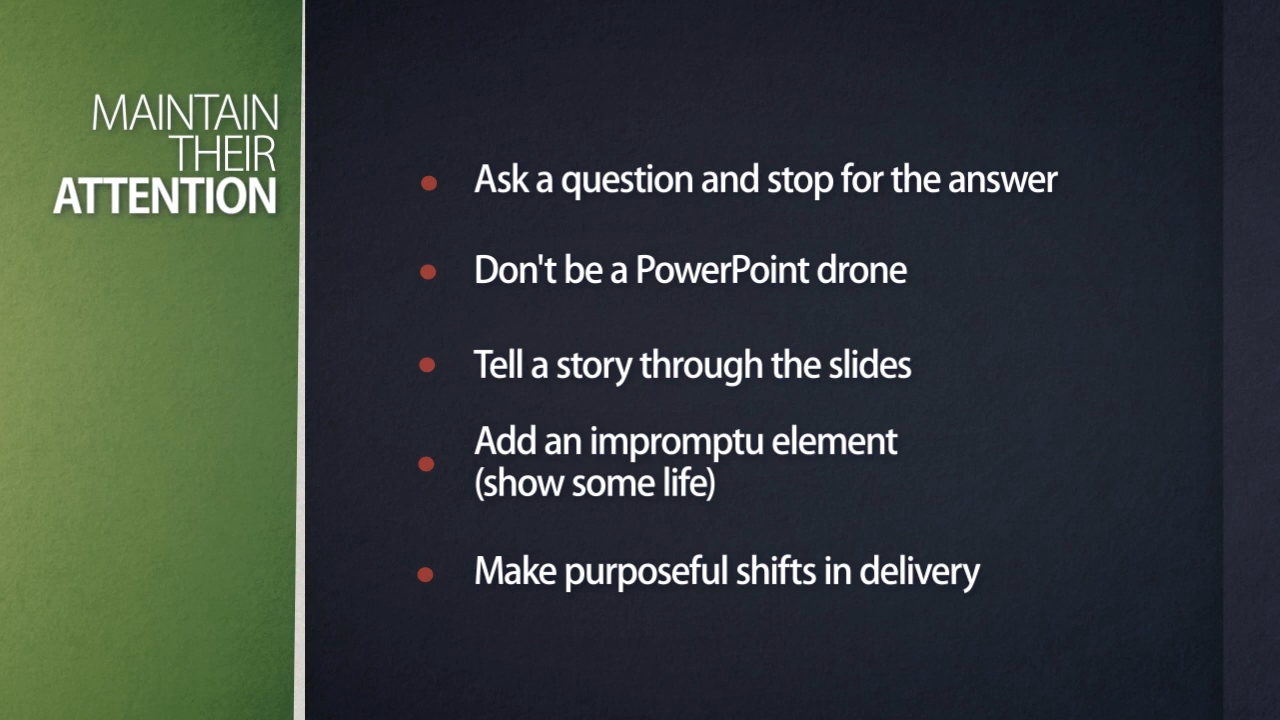 MAINTAIN
THEIR
ATTENTION
Ask a question and stop for the answer
Don't be a PowerPoint drone
Tell a story through the slides
Add an impromptu element
(show some life)
Make purposeful shifts in delivery